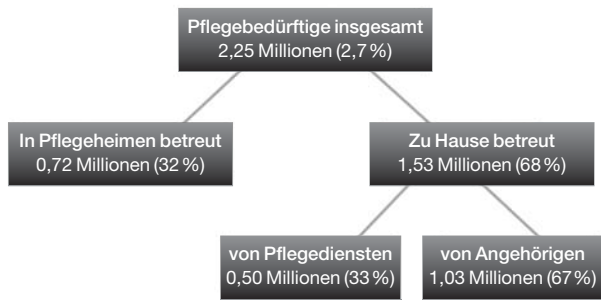 Pflegebedürftige insgesamt
2,25 Millionen (2,7 %)
In Pflegeheimen betreut
0,72 Millionen (32 %)
Zu Hause betreut
1,53 Millionen (68 %)
von Pflegediensten
0,50 Millionen (33 %)
von Angehörigen
1,03 Millionen (67 %)